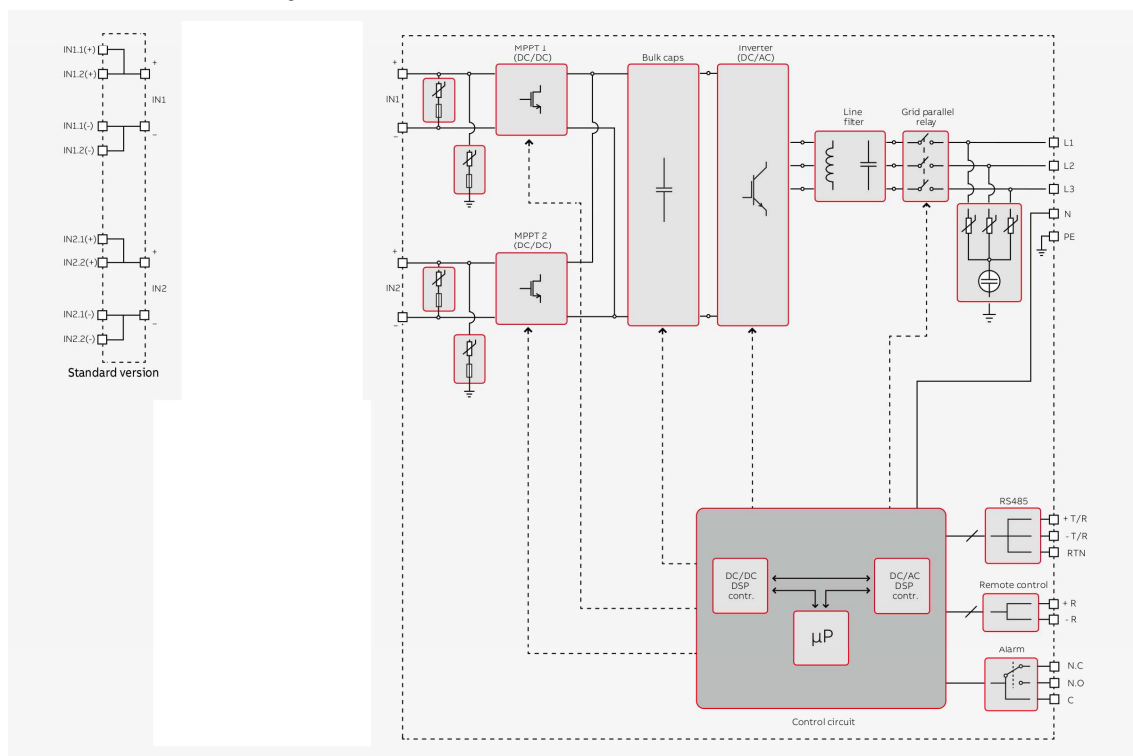 IN1.1(+)
IN1.2(+)
+
IN1
IN1.1(-)
IN1.2(-)
–
IN2.1(+)
IN2.2(+)
+
IN2
IN2.1(-)
IN2.2(-)
–
Standard version
+
IN1
–
MPPT 1
(DC/DC)
Bulk caps
Inverter
(DC/AC)
Line
filter
Grid parallel
relay
L1
L2
L3
N
PE
+
IN2
–
MPPT 2
(DC/DC)
DC/DC
DSP
contr.
DC/AC
DSP
contr.
µP
Control circuit
RS485
+ T/R
- T/R
RTN
Remote control
+ R
- R
Alarm
N.C
N.O
C